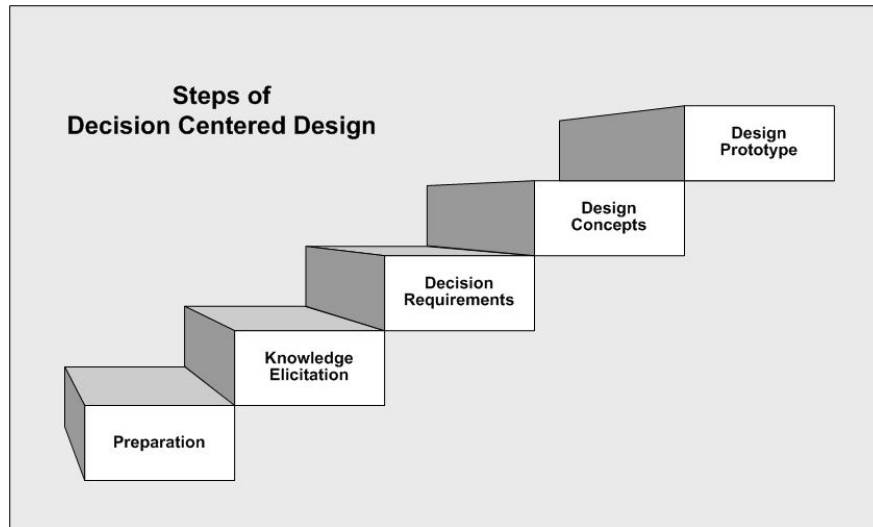 Steps of
Decision Centered Design
Preparation
Knowledge
Elicitation
Decision
Requirements
Design
Concepts
Design
Prototype